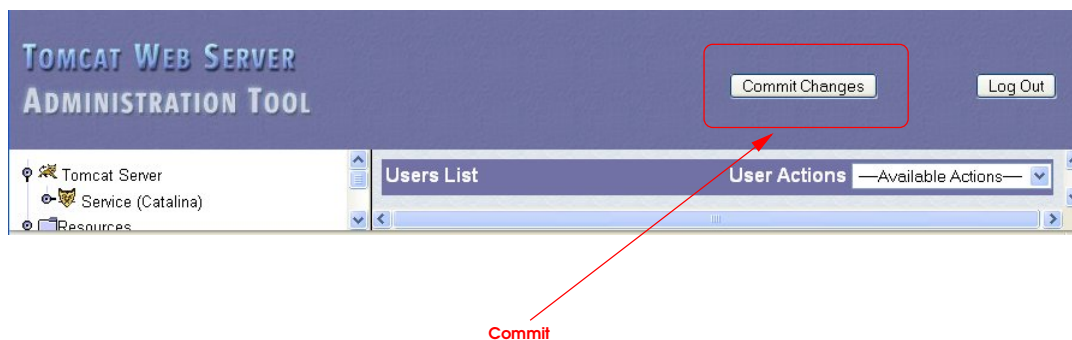 TOMCAT WEB SERVER
ADMINISTRATION TOOL
Commit Changes
Log Out
Tomcat Server
Service (Catalina)
Resources
Users List
User Actions
—Available Actions—
Commit